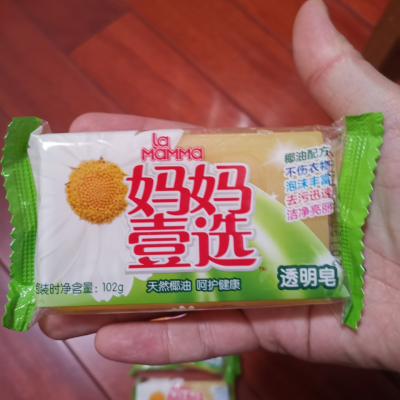 la
MAMMA
妈妈
壹选
椰油配方
不伤衣物
泡沫丰富
去污迅速
洁净亮丽
包装时净含量：102g
天然椰油 呵护健康
透明皂